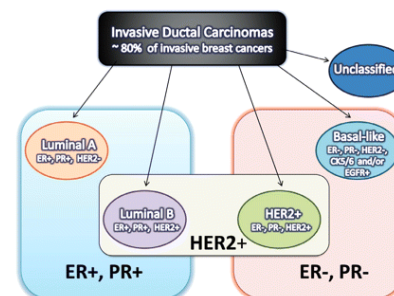 Invasive Ductal Carcinomas
~ 80% of invasive breast cancers
Unclassified
Luminal A
ER+, PR+, HER2-
Basal-like
ER-, PR-, HER2-,
CK5/6 and/or
EGFR+
Luminal B
ER+, PR+, HER2+
HER2+
ER-, PR-, HER2+
HER2+
ER+, PR+
ER-, PR-